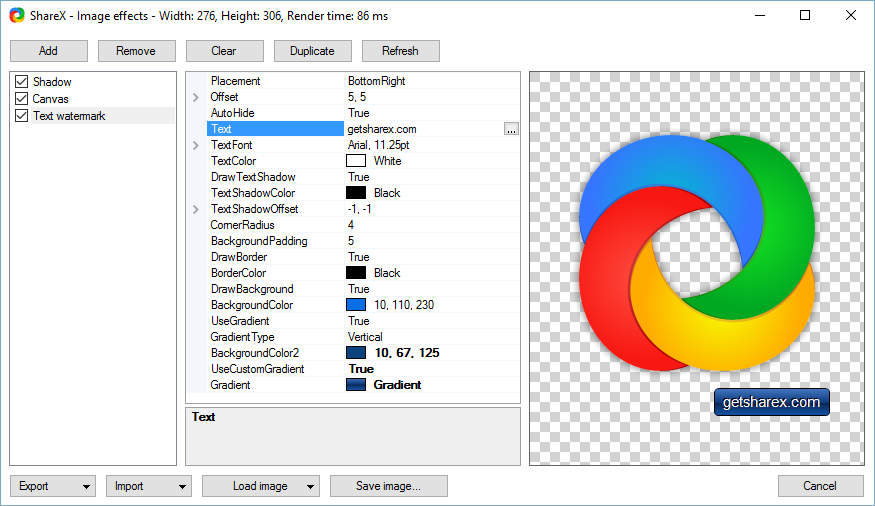 ShareX - Image effects - Width: 276, Height: 306, Render time: 86 ms
Add Remove Clear Duplicate Refresh
Shadow
Canvas
Text watermark
Placement BottomRight
Offset 5, 5
AutoHide True
Text getsharex.com ...
TextFont Arial, 11.25pt
TextColor White
DrawTextShadow True
TextShadowColor Black
TextShadowOffset -1, -1
CornerRadius 4
BackgroundPadding 5
DrawBorder True
BorderColor Black
DrawBackground True
BackgroundColor 10, 110, 230
UseGradient True
GradientType Vertical
BackgroundColor2 10, 67, 125
UseCustomGradient True
Gradient Gradient
Text
getsharex.com
Export Import Load image Save image... Cancel